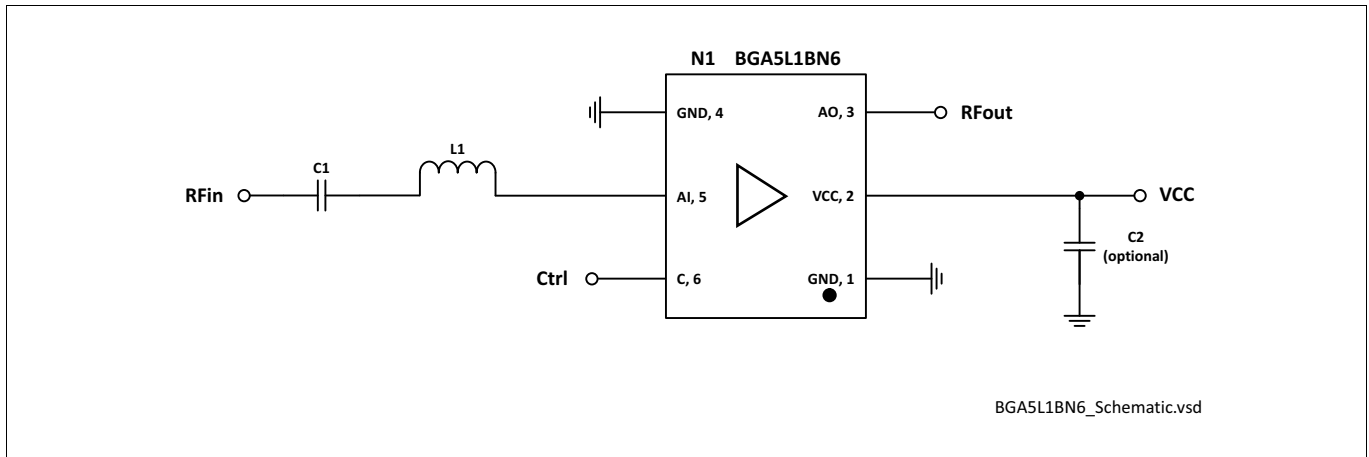 N1 BGA5L1BN6
GND, 4
AO, 3
RFout
C1
L1
RFin
AI, 5
VCC, 2
VCC
C2
(optional)
Ctrl
C, 6
GND, 1
BGA5L1BN6_Schematic.vsd